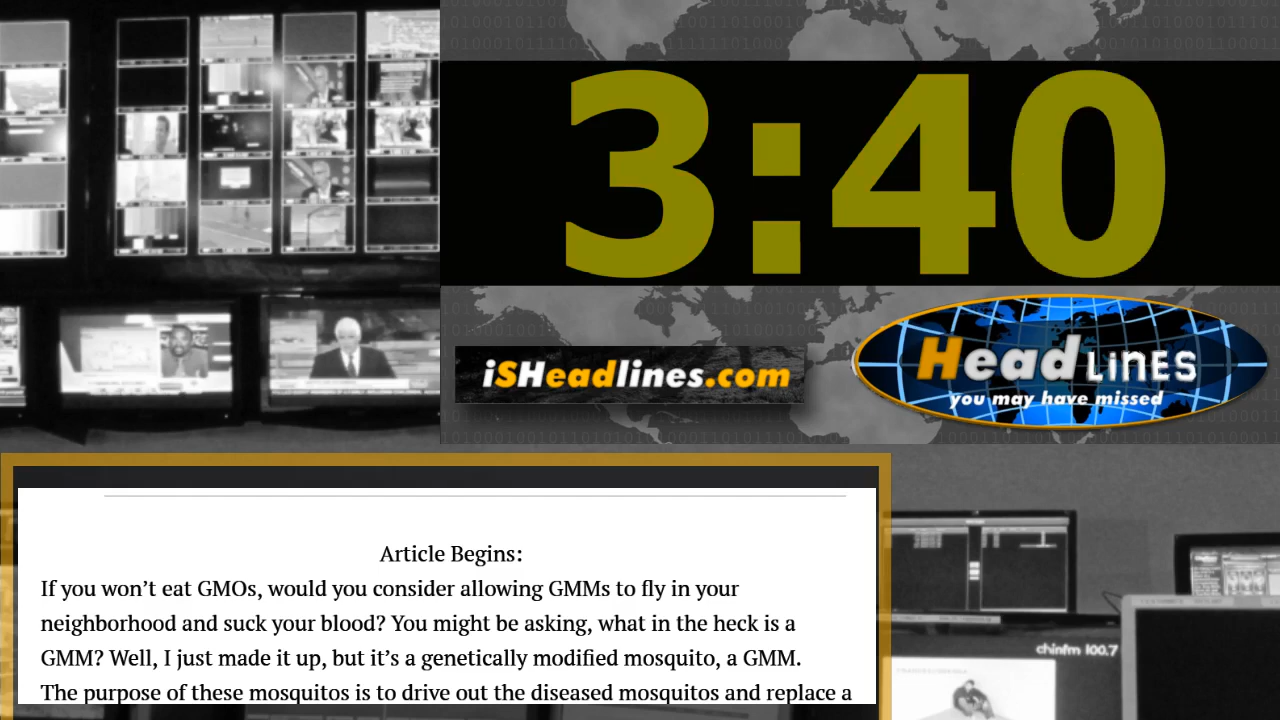 3:40
iSHeadlines.com
HeadLINES
you may have missed
Article Begins:
If you won’t eat GMOs, would you consider allowing GMMs to fly in your
neighborhood and suck your blood? You might be asking, what in the heck is a
GMM? Well, I just made it up, but it’s a genetically modified mosquito, a GMM.
The purpose of these mosquitos is to drive out the diseased mosquitos and replace a
chinfm 100.7